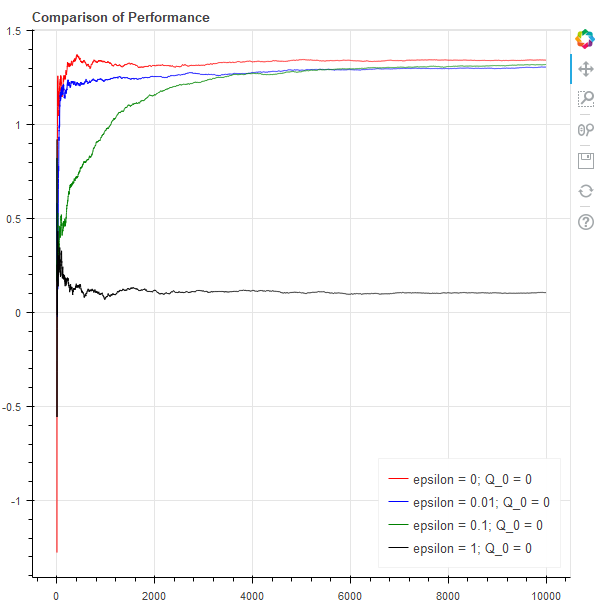 Comparison of Performance
1.5
1
0.5
0
-0.5
-1
0 2000 4000 6000 8000 10000
epsilon = 0; Q_0 = 0
epsilon = 0.01; Q_0 = 0
epsilon = 0.1; Q_0 = 0
epsilon = 1; Q_0 = 0